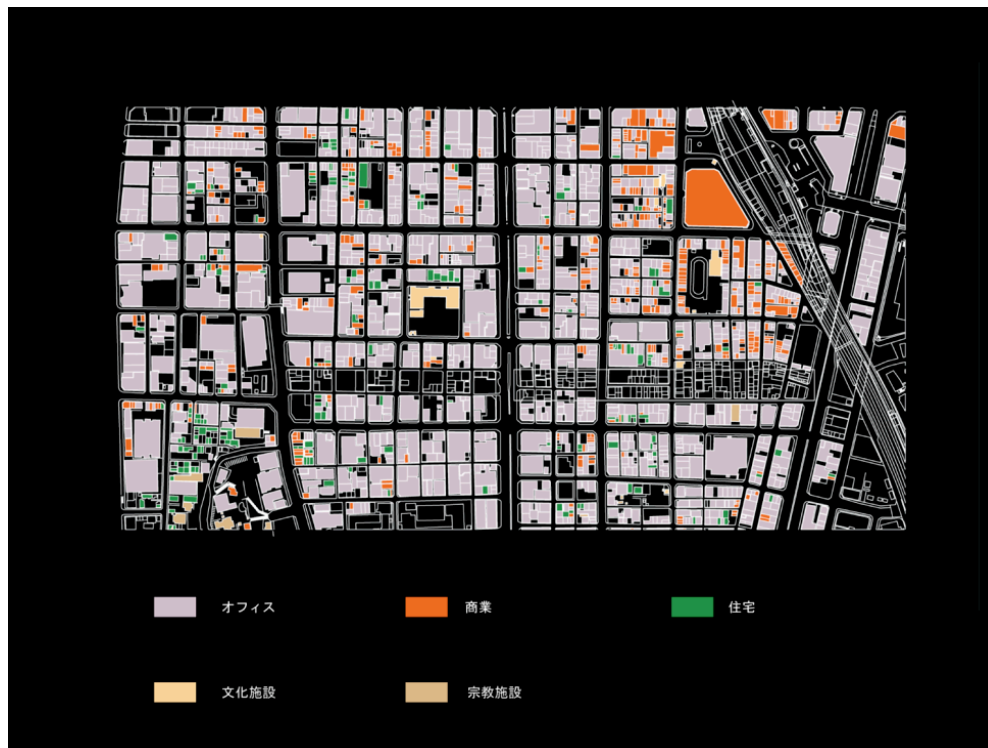 オフィス
商業
住宅
文化施設
宗教施設